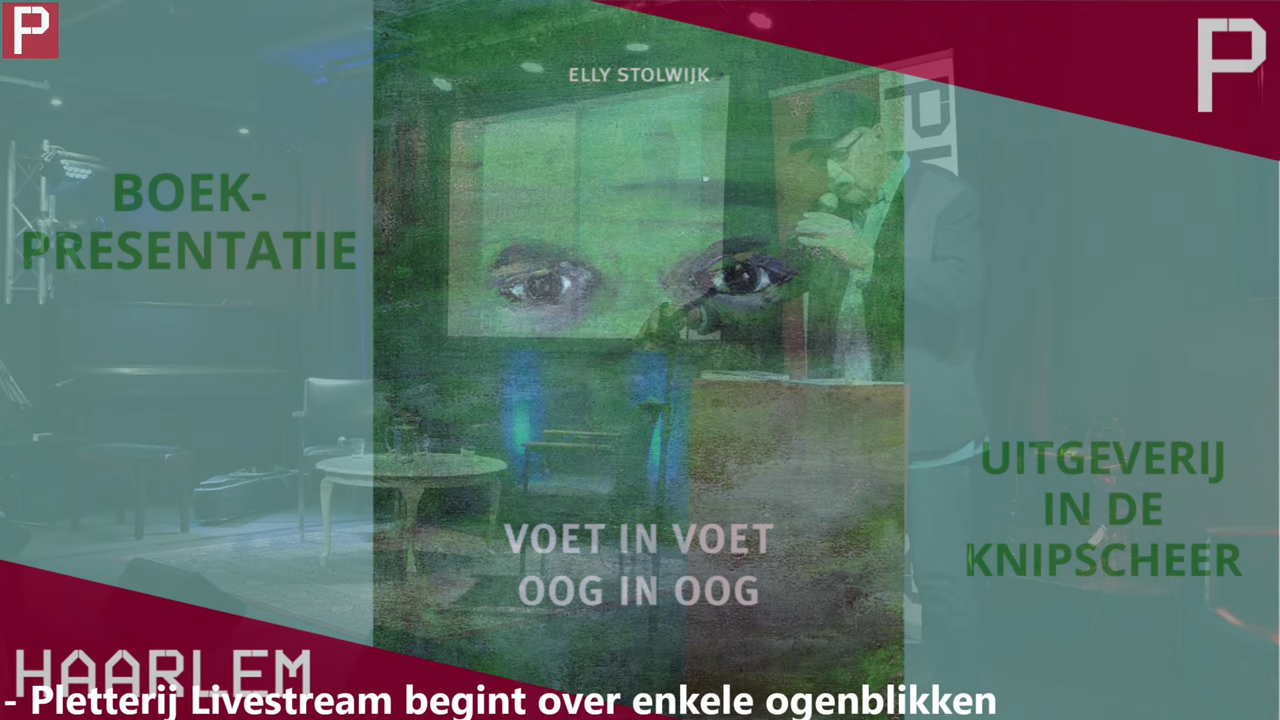 P
P
ELLY STOLWIJK
BOEK-
PRESENTATIE
VOET IN VOET
OOG IN OOG
UITGEVERIJ
IN DE
KNIPSCHEER
HAARLEM
- Pletterij Livestream begint over enkele ogenblikken